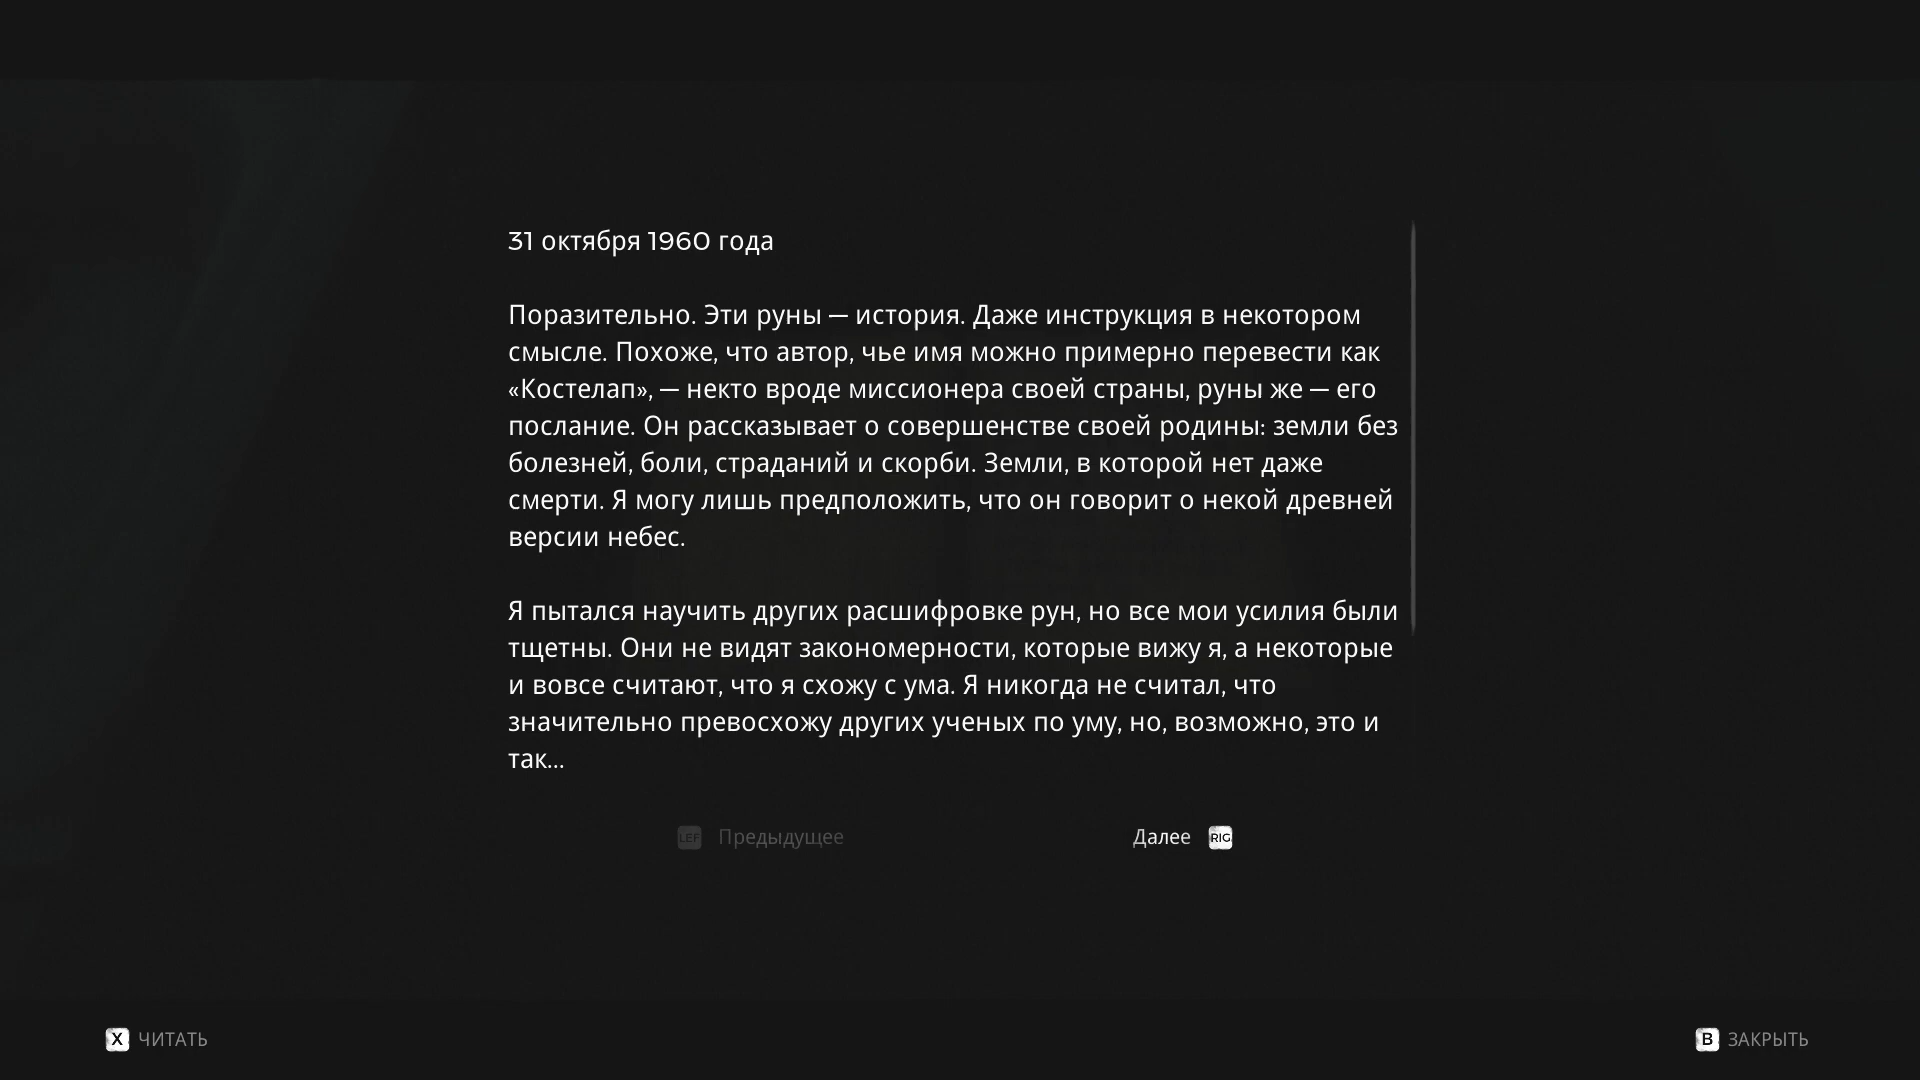 31 октября 1960 года
Поразительно. Эти руны — история. Даже инструкция в некотором
смысле. Похоже, что автор, чье имя можно примерно перевести как
«Костелап», — некто вроде миссионера своей страны, руны же — его
послание. Он рассказывает о совершенстве своей родины: земли без
болезней, боли, страданий и скорби. Земли, в которой нет даже
смерти. Я могу лишь предположить, что он говорит о некой древней
версии небес.
Я пытался научить других расшифровке рун, но все мои усилия были
тщетны. Они не видят закономерности, которые вижу я, а некоторые
и вовсе считают, что я схожу с ума. Я никогда не считал, что
значительно превосхожу других ученых по уму, но, возможно, это и
так...
LEF Предыдущее Далее RIG
X ЧИТАТЬ B ЗАКРЫТЬ